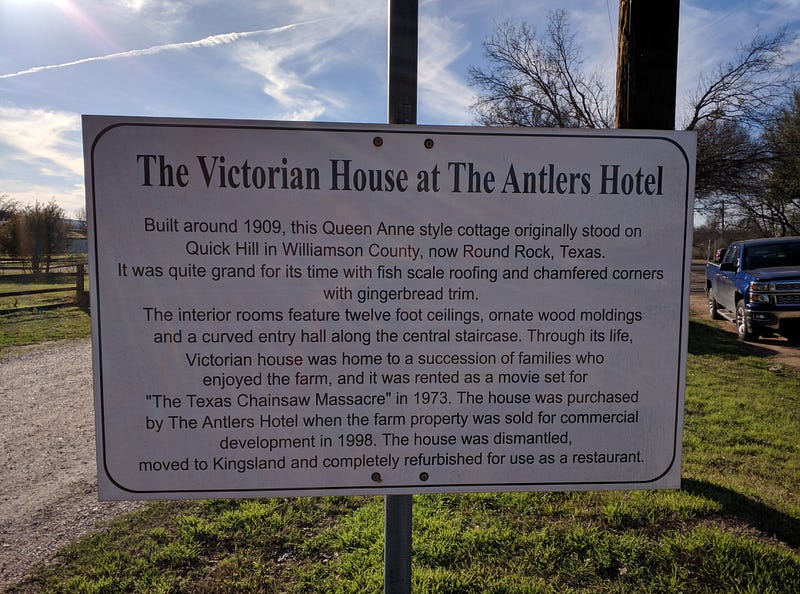 The Victorian House at The Antlers Hotel
Built around 1909, this Queen Anne style cottage originally stood on
Quick Hill in Williamson County, now Round Rock, Texas.
It was quite grand for its time with fish scale roofing and chamfered corners
with gingerbread trim.
The interior rooms feature twelve foot ceilings, ornate wood moldings
and a curved entry hall along the central staircase. Through its life,
Victorian house was home to a succession of families who
enjoyed the farm, and it was rented as a movie set for
"The Texas Chainsaw Massacre" in 1973. The house was purchased
by The Antlers Hotel when the farm property was sold for commercial
development in 1998. The house was dismantled,
moved to Kingsland and completely refurbished for use as a restaurant.